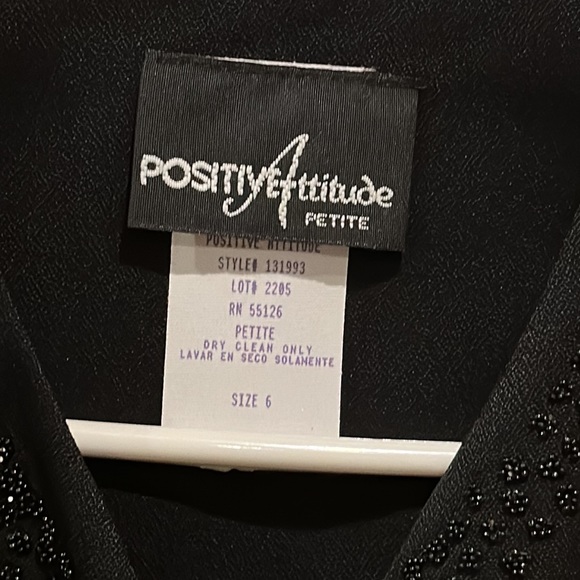 POSITIVE Attitude
PETITE
POSITIVE ATTITUDE
STYLE# 131993
LOT# 2205
RN 55126
PETITE
DRY CLEAN ONLY
LAVAR EN SECO SOLAMENTE
SIZE 6